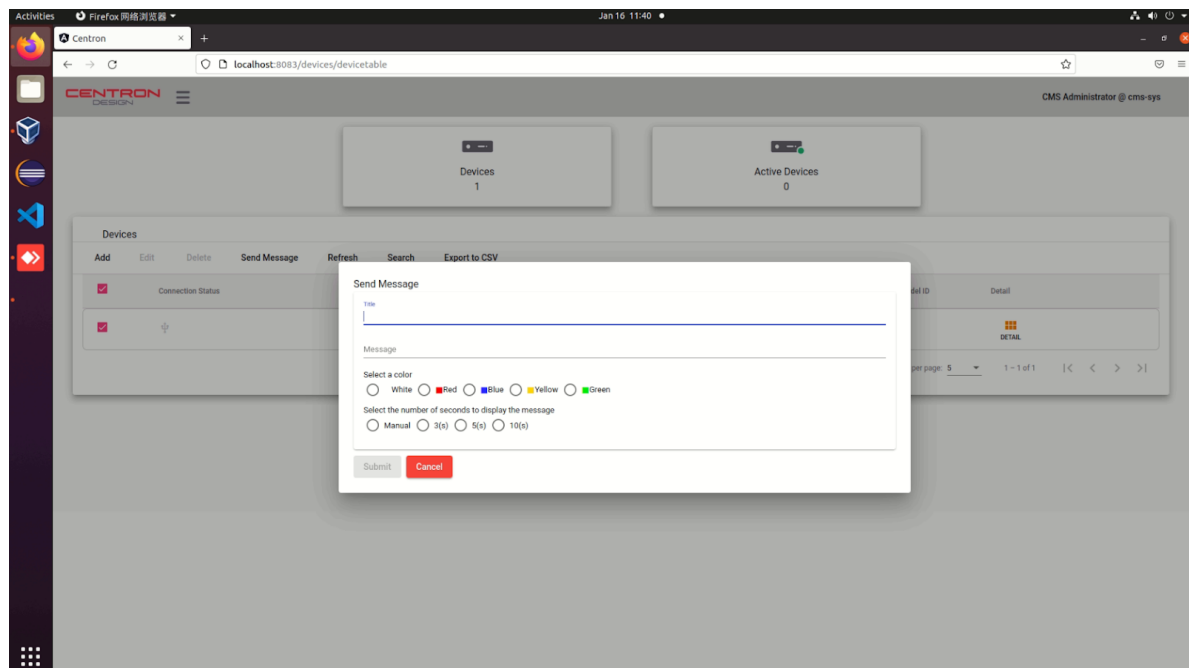 Activities Firefox 网络浏览器 Jan 16 11:40
Centron
localhost:8083/devices/devicetable
CENTRON
DESIGN
CMS Administrator @ cms-sys
Devices
1
Active Devices
0
Devices
Add Edit Delete Send Message Refresh Search Export to CSV
Connection Status del ID Detail
DETAIL
per page: 5 1 – 1 of 1
Send Message
Title
Message
Select a color
White Red Blue Yellow Green
Select the number of seconds to display the message
Manual 3(s) 5(s) 10(s)
Submit Cancel